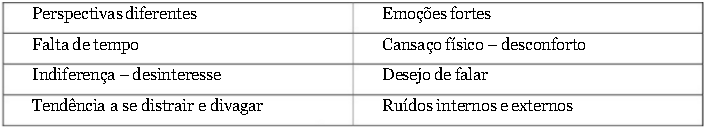 Perspectivas diferentes Emoções fortes
Falta de tempo Cansaço físico – desconforto
Indiferença – desinteresse Desejo de falar
Tendência a se distrair e divagar Ruídos internos e externos